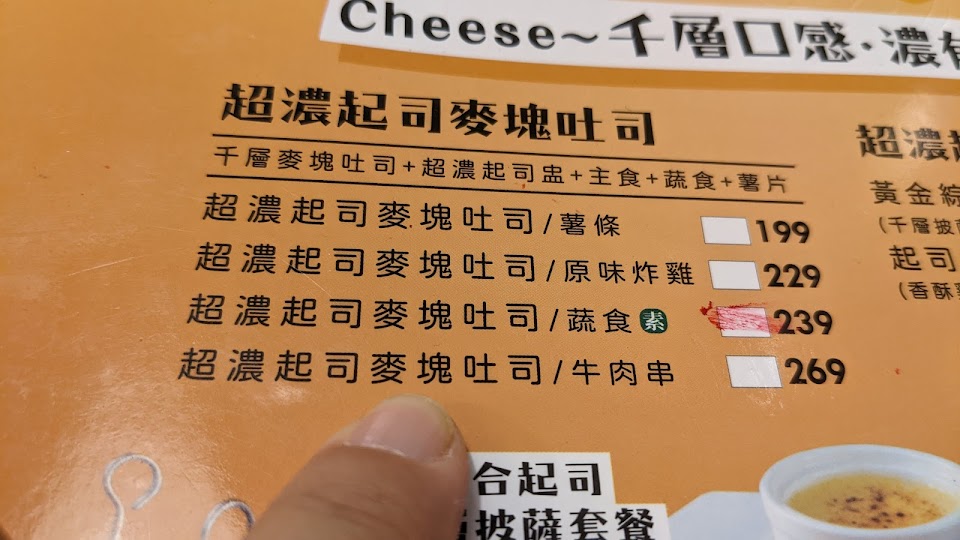 Cheese~千層口感·濃
超濃起司麥塊吐司
千層麥塊吐司+超濃起司盅+主食+蔬食+薯片
超濃起司麥塊吐司/薯條 199
超濃起司麥塊吐司/原味炸雞 229
超濃起司麥塊吐司/蔬食 素 239
超濃起司麥塊吐司/牛肉串 269
超濃
黃金綜
(千層披
起司
(香酥
合起司
披薩套餐